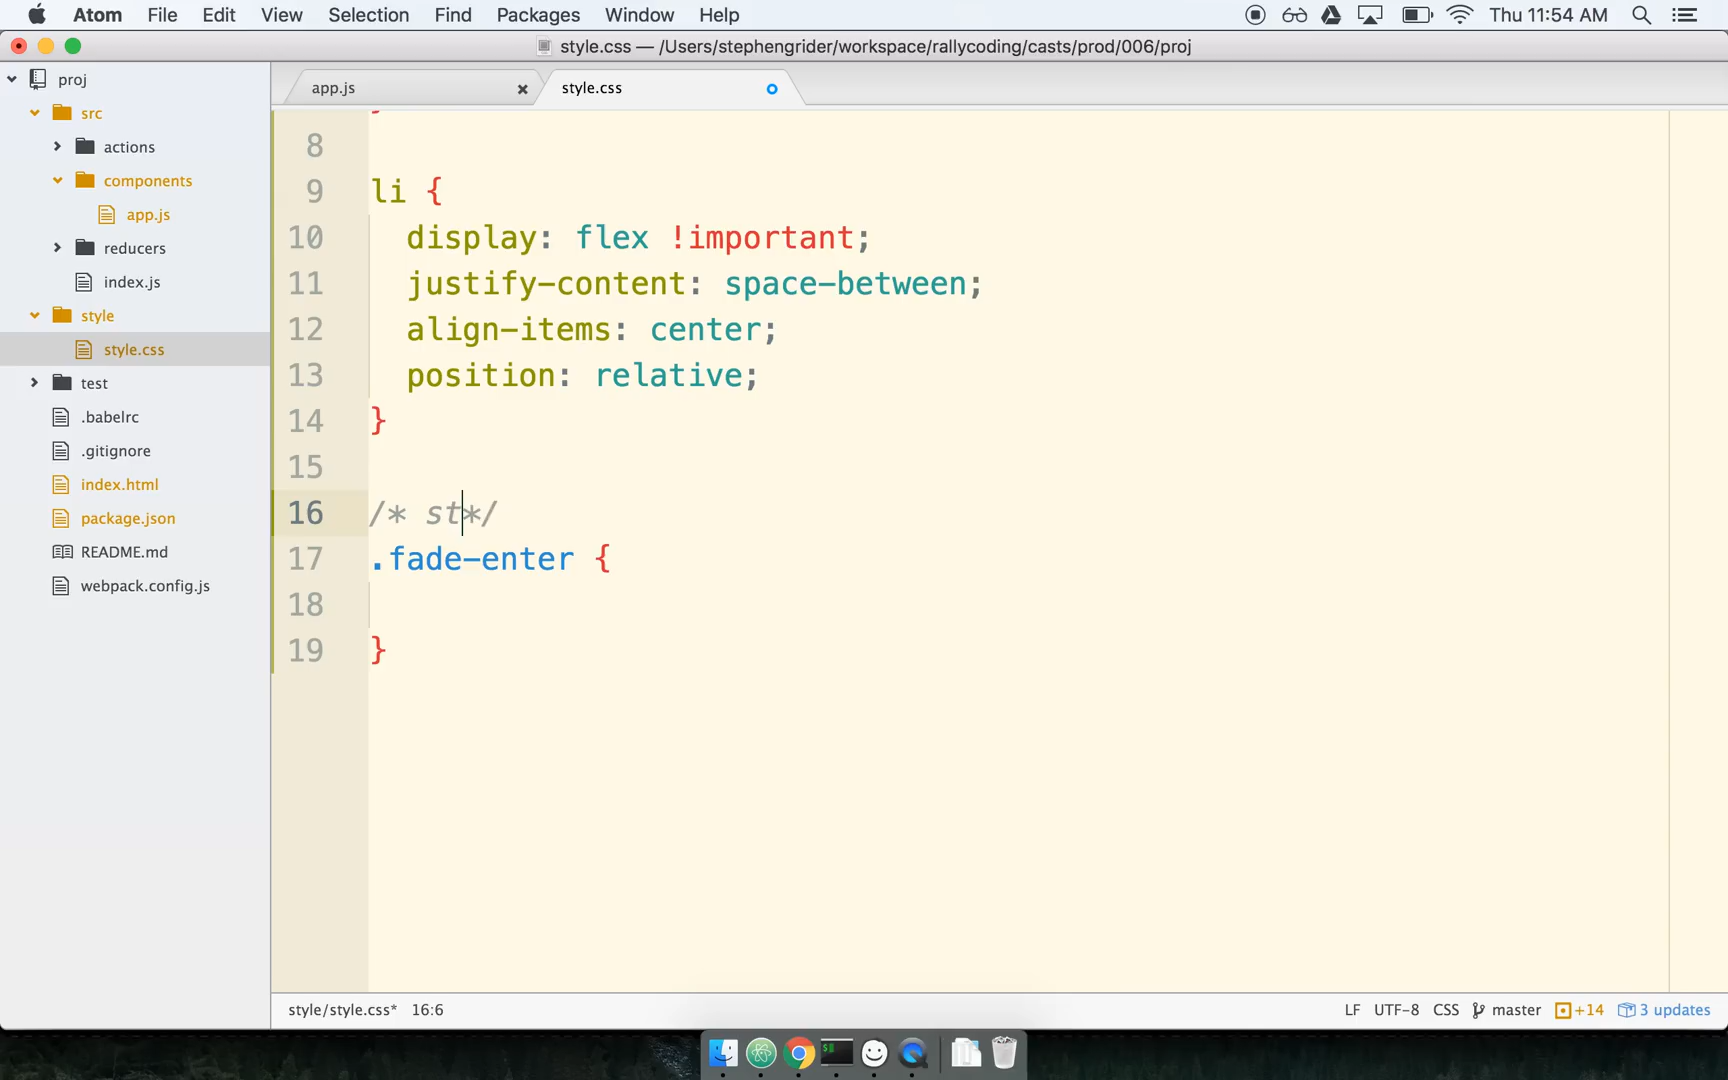 Atom File Edit View Selection Find Packages Window Help Thu 11:54 AM
style.css — /Users/stephengrider/workspace/rallycoding/casts/prod/006/proj
proj
src
actions
components
app.js
reducers
index.js
style
style.css
test
.babelrc
.gitignore
index.html
package.json
README.md
webpack.config.js
app.js
style.css
8
9 li {
10 display: flex !important;
11 justify-content: space-between;
12 align-items: center;
13 position: relative;
14 }
15
16 /* st*/
17 .fade-enter {
18
19 }
style/style.css* 16:6 LF UTF-8 CSS master +14 3 updates